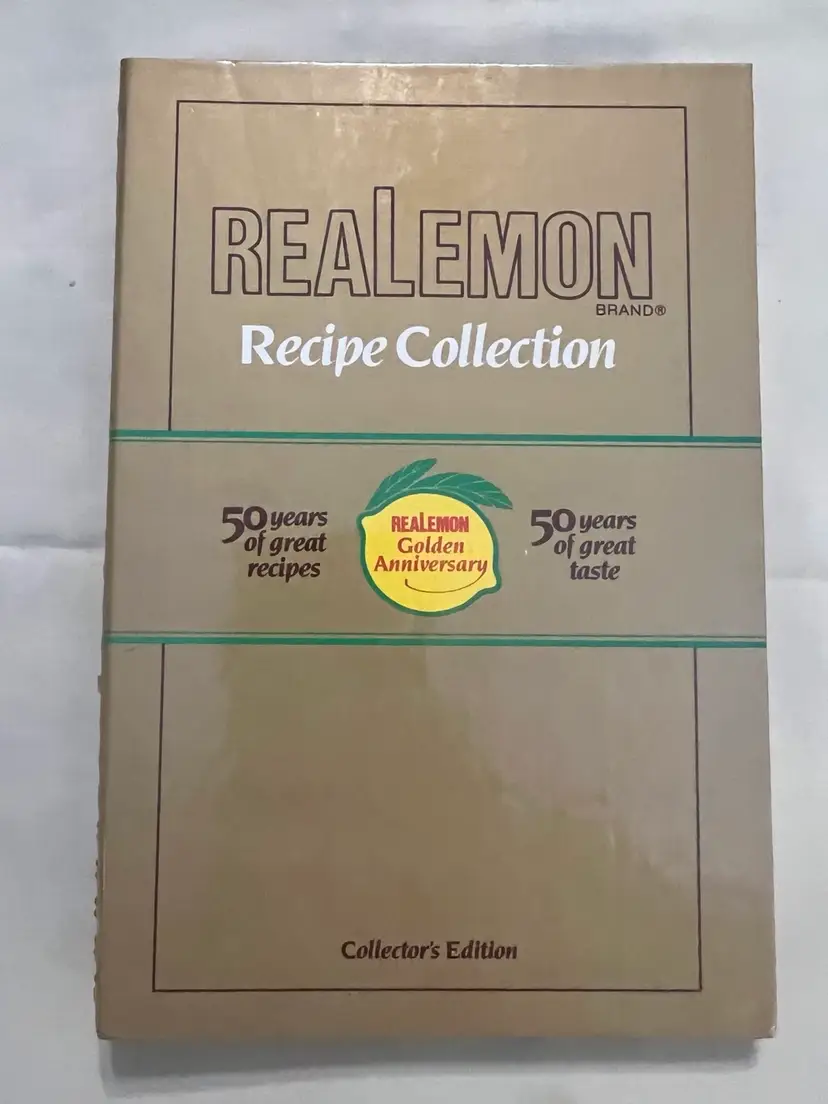 REALEMON
BRAND®
Recipe Collection
50 years
of great
recipes
REALEMON
Golden
Anniversary
50 years
of great
taste
Collector's Edition